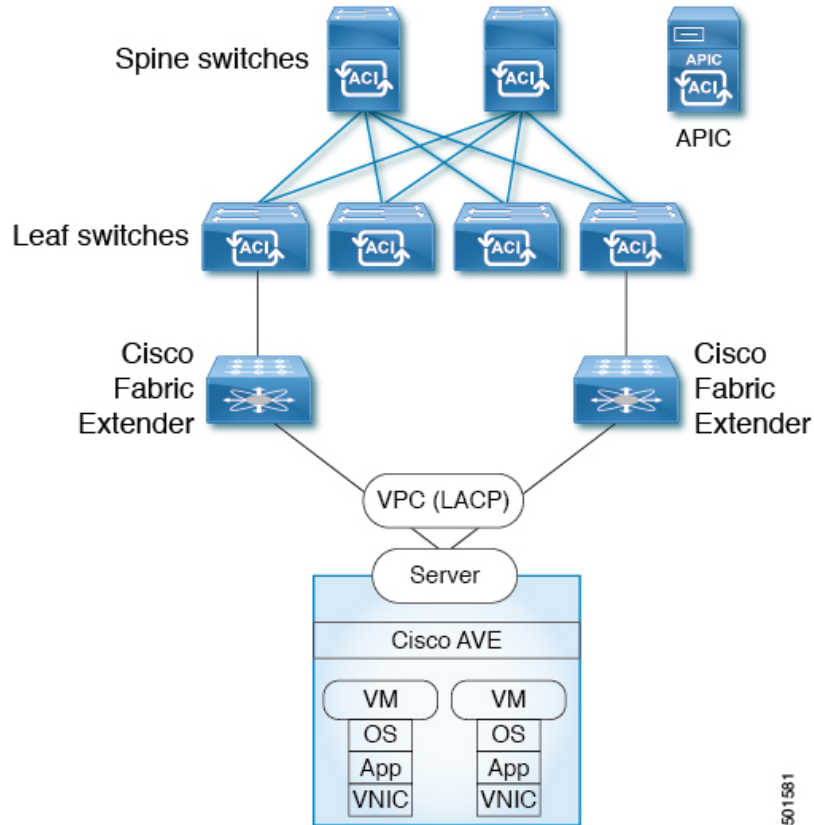 Spine switches
ACI
ACI
APIC
ACI
APIC
Leaf switches
ACI
ACI
ACI
ACI
Cisco
Fabric
Extender
Cisco
Fabric
Extender
VPC (LACP)
Server
Cisco AVE
VM
VM
OS
OS
App
App
VNIC
VNIC
501581